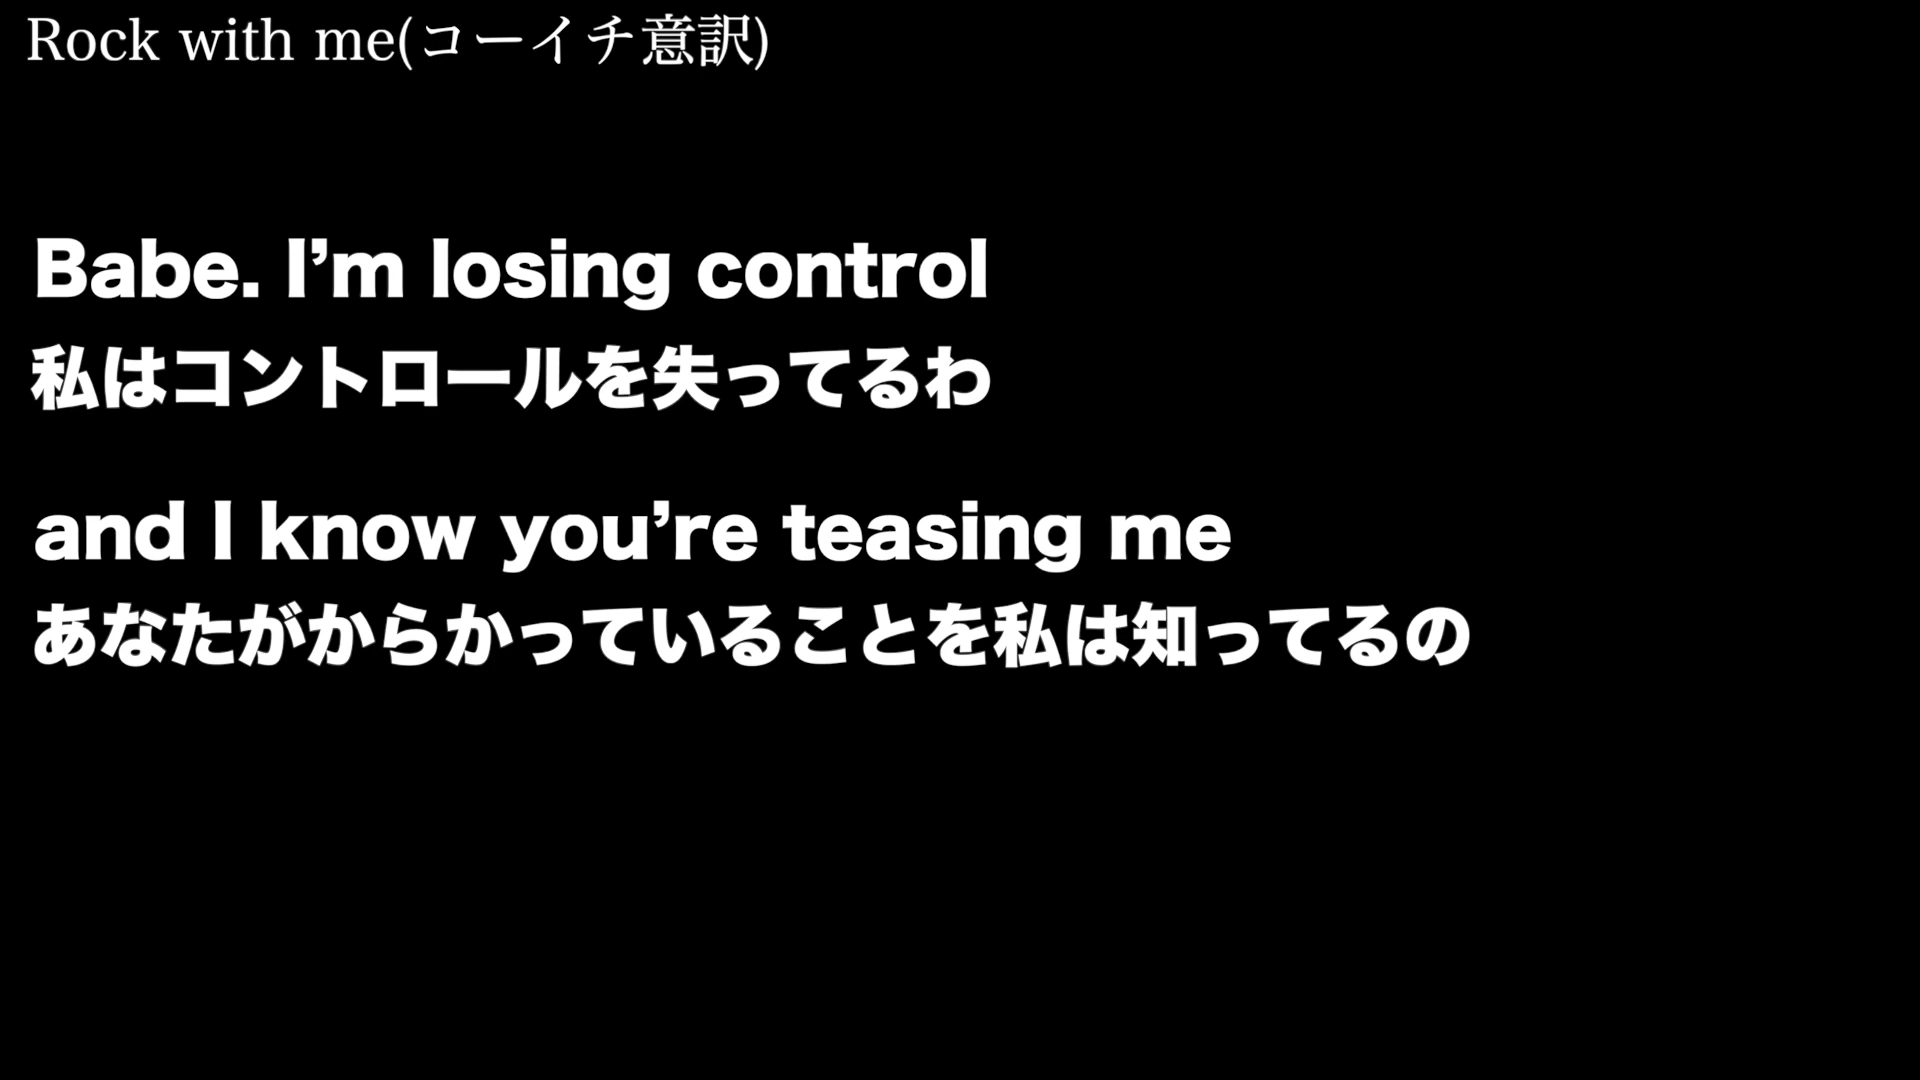 Rock with me(コーイチ意訳)
Babe. I’m losing control
私はコントロールを失ってるわ
and I know you’re teasing me
あなたがからかっていることを私は知ってるの